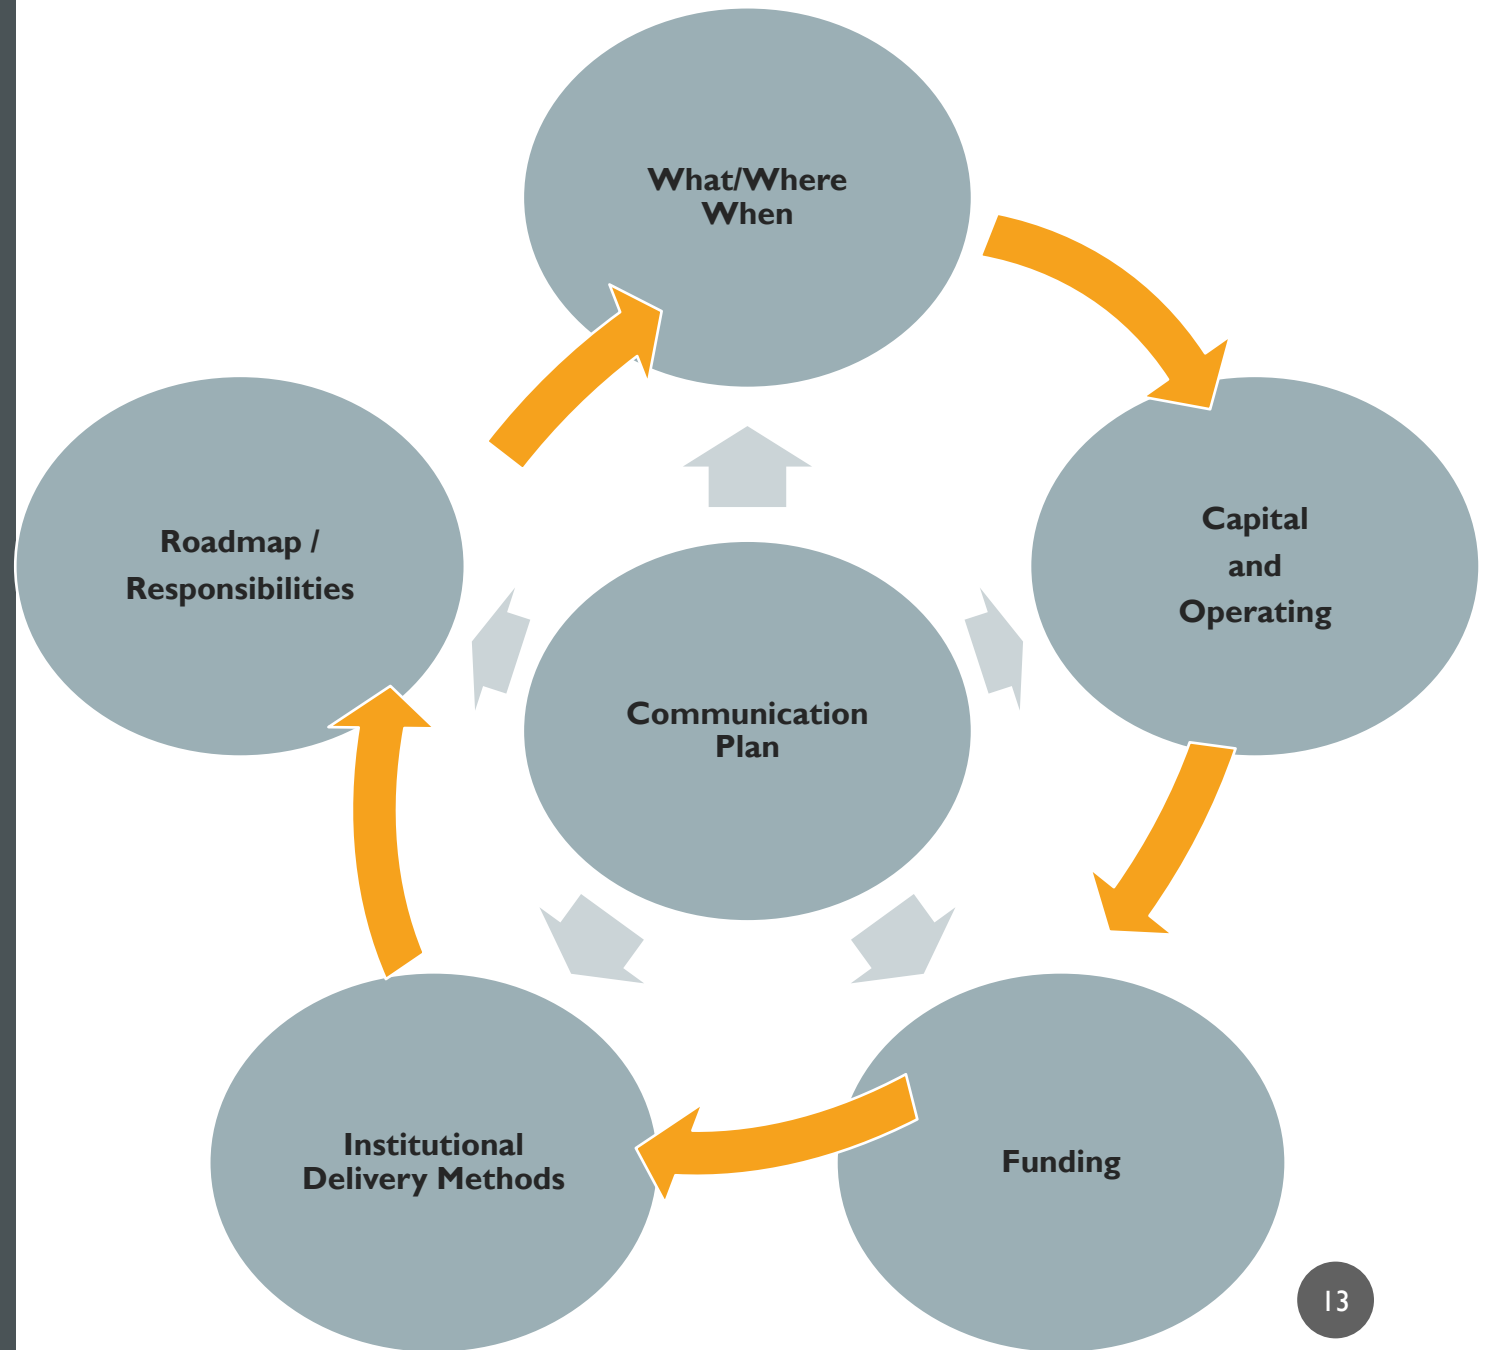 What/Where
When
Capital
and
Operating
Roadmap /
Responsibilities
Communication
Plan
Institutional
Delivery Methods
Funding
13